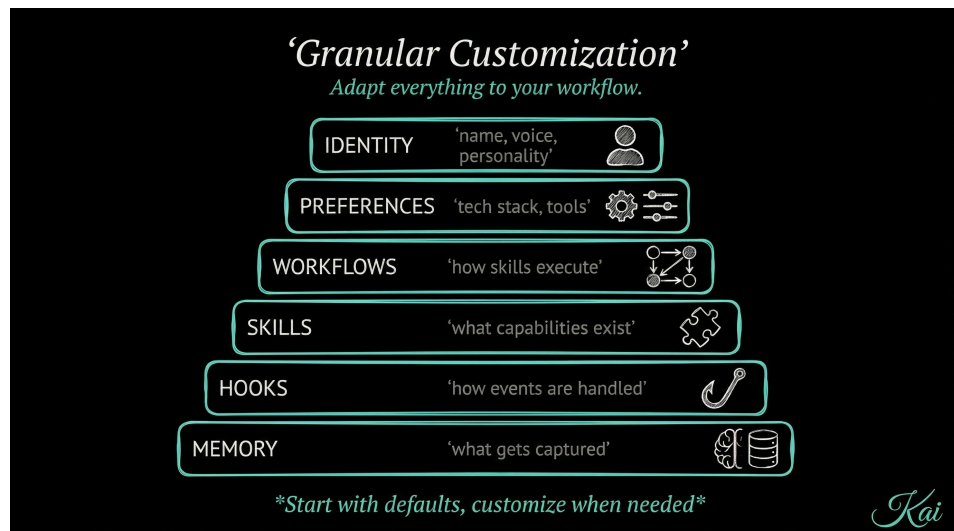 ‘Granular Customization’
Adapt everything to your workflow.
IDENTITY
‘name, voice,
personality’
PREFERENCES
‘tech stack, tools’
WORKFLOWS
‘how skills execute’
SKILLS
‘what capabilities exist’
HOOKS
‘how events are handled’
MEMORY
‘what gets captured’
*Start with defaults, customize when needed*
Kai